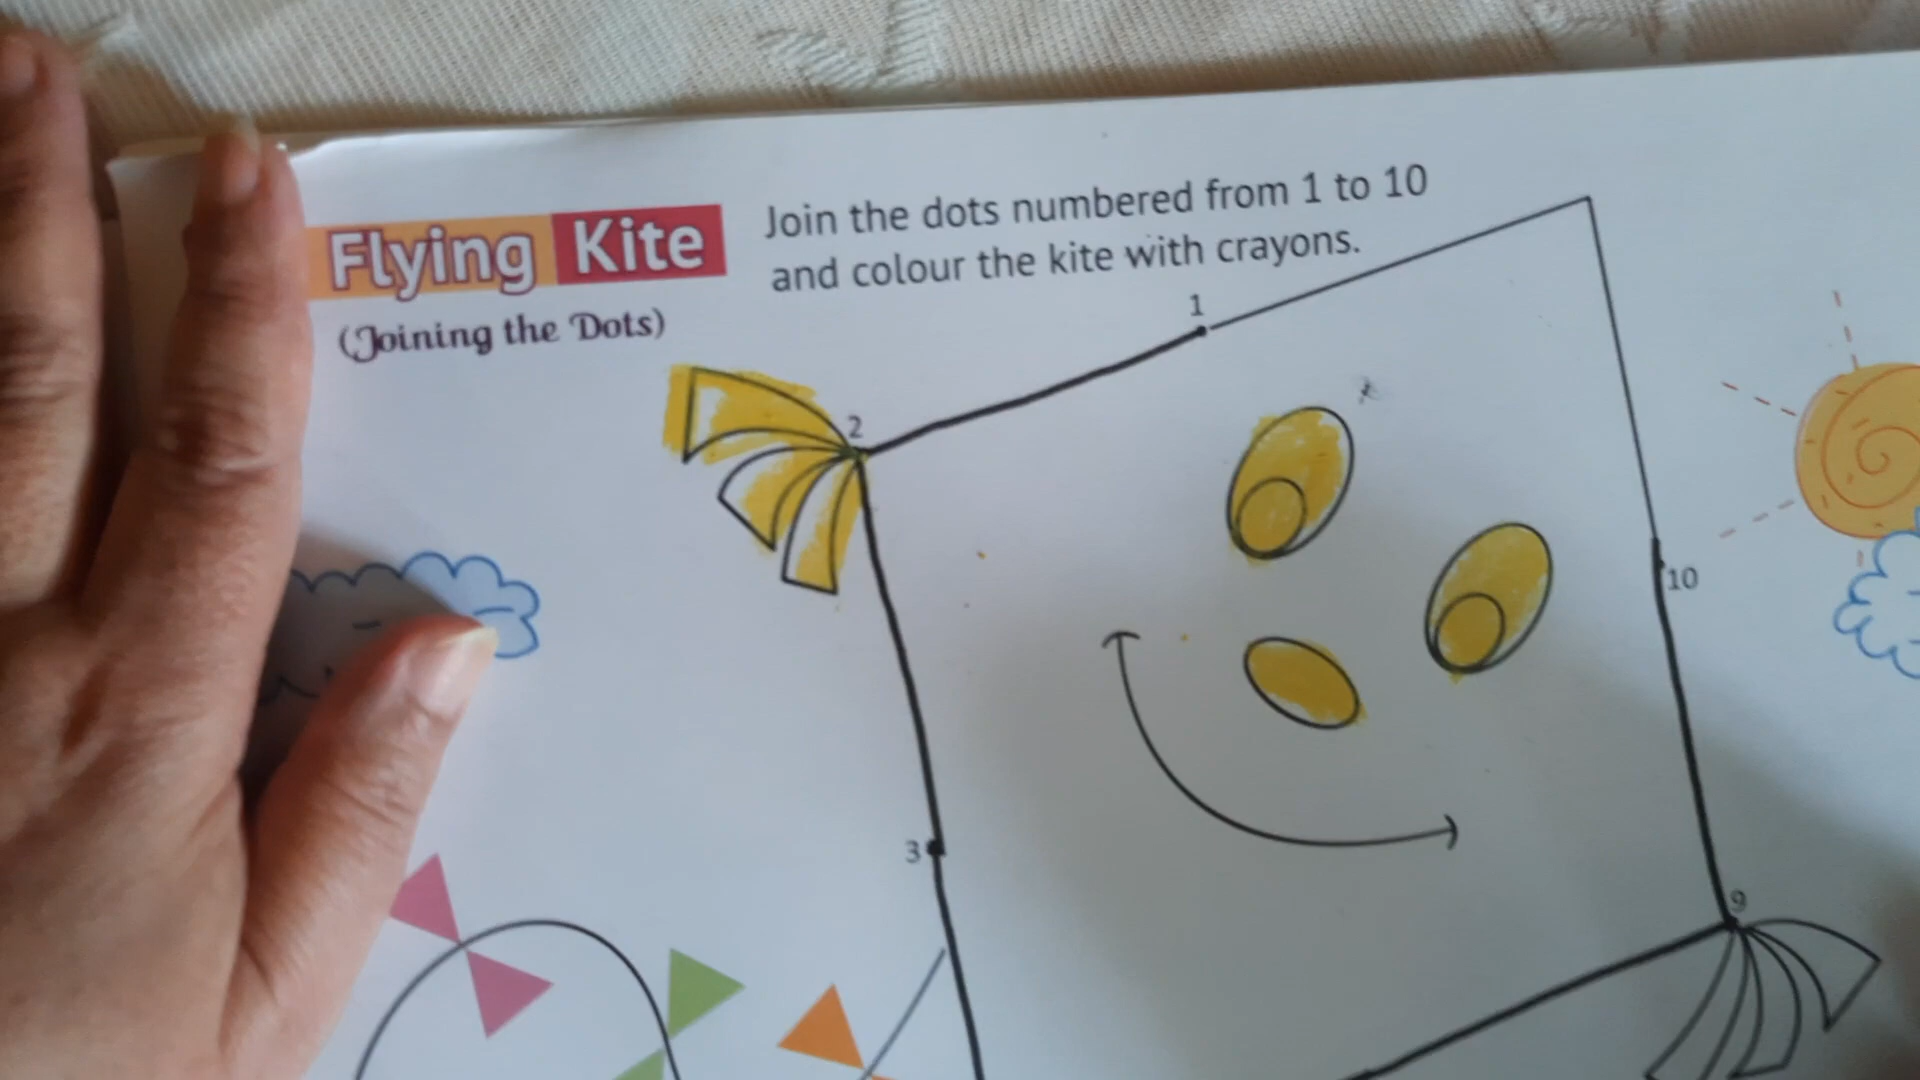 Flying Kite
(Joining the Dots)
Join the dots numbered from 1 to 10
and colour the kite with crayons.
1
2
3
10
9